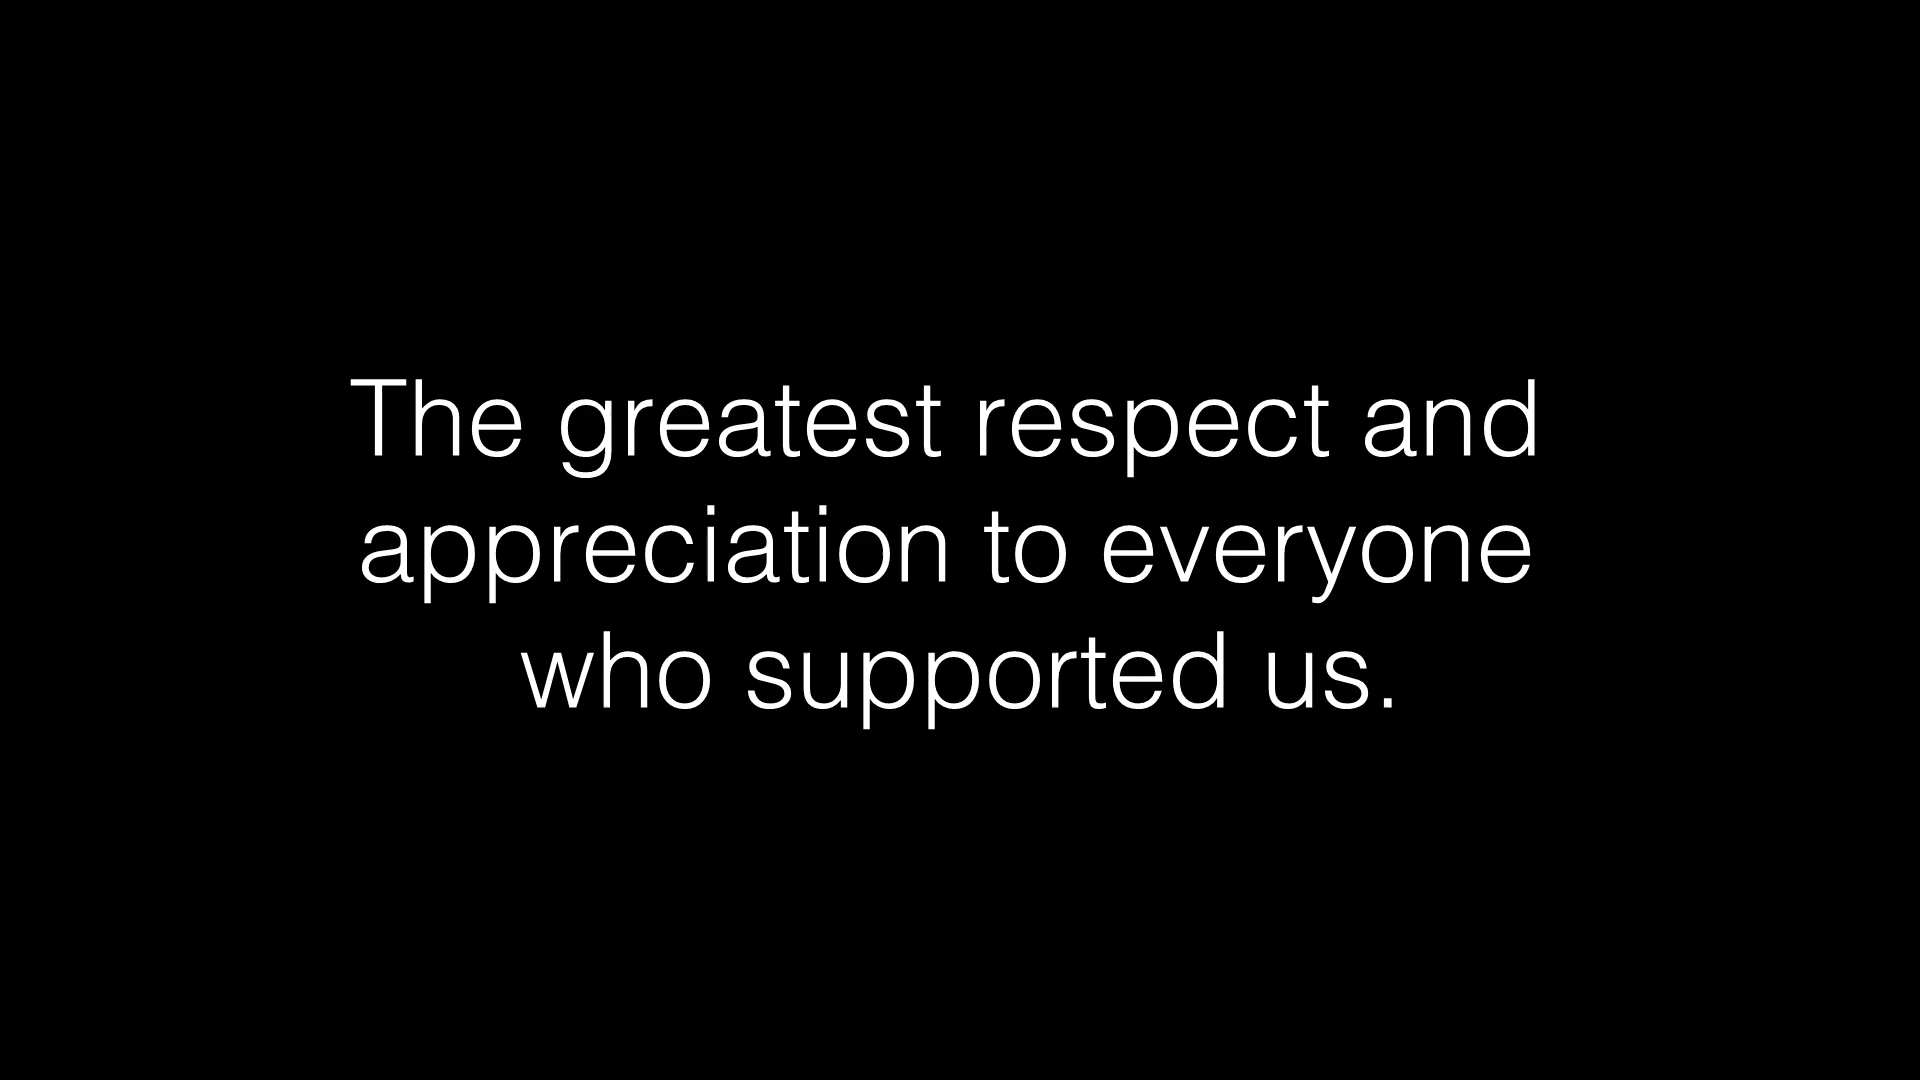 The greatest respect and
appreciation to everyone
who supported us.